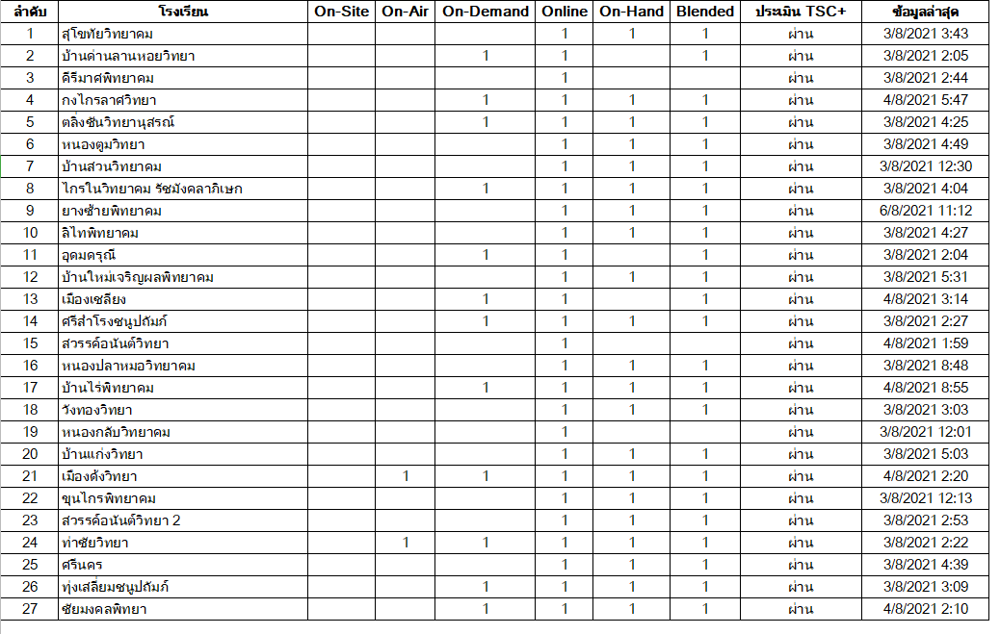 ลำดับ โรงเรียน On-Site On-Air On-Demand Online On-Hand Blended ประเมิน TSC+ ข้อมูลล่าสุด
1 สุโขทัยวิทยาคม 1 1 1 ผ่าน 3/8/2021 3:43
2 บ้านด่านลานหอยวิทยา 1 1 1 ผ่าน 3/8/2021 2:05
3 คีรีมาศพิทยาคม 1 ผ่าน 3/8/2021 2:44
4 กงไกรลาศวิทยา 1 1 1 1 ผ่าน 4/8/2021 5:47
5 ตลิ่งชันวิทยานุสรณ์ 1 1 1 1 ผ่าน 3/8/2021 4:25
6 หนองตูมวิทยา 1 1 1 ผ่าน 3/8/2021 4:49
7 บ้านสวนวิทยาคม 1 1 1 ผ่าน 3/8/2021 12:30
8 ไกรในวิทยาคม รัชมังคลาภิเษก 1 1 1 1 ผ่าน 3/8/2021 4:04
9 ยางซ้ายพิทยาคม 1 1 1 ผ่าน 6/8/2021 11:12
10 ลิไทพิทยาคม 1 1 1 ผ่าน 3/8/2021 4:27
11 อุดมดรุณี 1 1 1 ผ่าน 3/8/2021 2:04
12 บ้านใหม่เจริญผลพิทยาคม 1 1 1 ผ่าน 3/8/2021 5:31
13 เมืองเชลียง 1 1 1 1 ผ่าน 4/8/2021 3:14
14 ศรีสำโรงชนูปถัมภ์ 1 1 1 1 ผ่าน 3/8/2021 2:27
15 สวรรค์อนันต์วิทยา 1 ผ่าน 4/8/2021 1:59
16 หนองปลาหมอวิทยาคม 1 1 1 ผ่าน 3/8/2021 8:48
17 บ้านไร่พิทยาคม 1 1 1 1 ผ่าน 4/8/2021 8:55
18 วังทองวิทยา 1 1 1 ผ่าน 3/8/2021 3:03
19 หนองกลับวิทยาคม 1 ผ่าน 3/8/2021 12:01
20 บ้านแก่งวิทยา 1 1 1 ผ่าน 3/8/2021 5:03
21 เมืองด้งวิทยา 1 1 1 1 1 ผ่าน 4/8/2021 2:20
22 ขุนไกรพิทยาคม 1 1 1 ผ่าน 3/8/2021 12:13
23 สวรรค์อนันต์วิทยา 2 1 1 1 ผ่าน 3/8/2021 2:53
24 ท่าชัยวิทยา 1 1 1 1 1 ผ่าน 3/8/2021 2:22
25 ศรีนคร 1 1 1 ผ่าน 3/8/2021 4:39
26 ทุ่งเสลี่ยมชนูปถัมภ์ 1 1 1 1 ผ่าน 3/8/2021 3:09
27 ชัยมงคลพิทยา 1 1 1 1 ผ่าน 4/8/2021 2:10